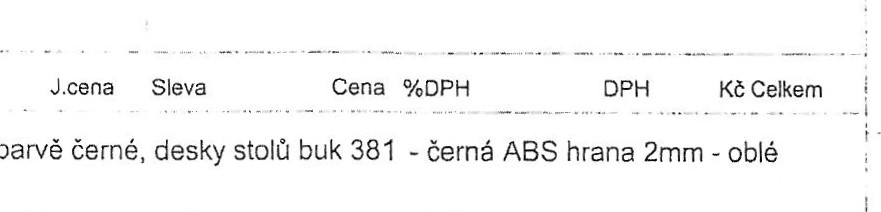 J.cena Sleva Cena %DPH DPH Kč Celkem
barvě černé, desky stolů buk 381 - černá ABS hrana 2mm - oblé